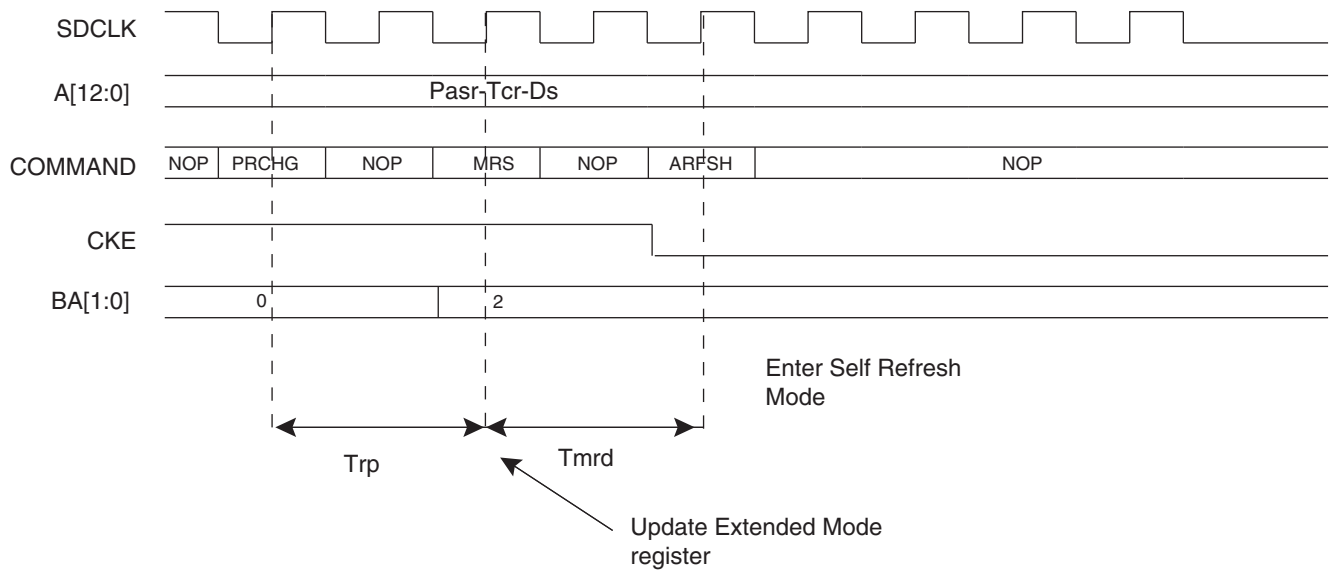 SDCLK
A[12:0]
Pasr-Tcr-Ds
COMMAND
NOP
PRCHG
NOP
MRS
NOP
ARFSH
NOP
CKE
BA[1:0]
0
2
Enter Self Refresh
Mode
Trp
Tmrd
Update Extended Mode
register